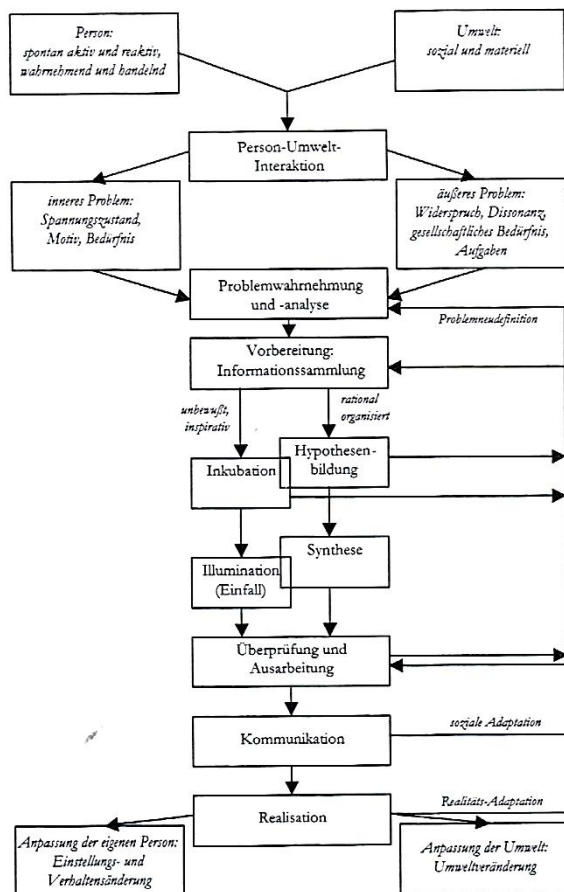 Person:
spontan aktiv und reaktiv,
wahrnehmend und handelnd
Umwelt:
sozial und materiell
Person-Umwelt-
Interaktion
inneres Problem:
Spannungszustand,
Motiv, Bedürfnis
äußeres Problem:
Widerspruch, Dissonanz,
gesellschaftliches Bedürfnis,
Aufgaben
Problemwahrnehmung
und -analyse
Problemneudefinition
Vorbereitung:
Informationssammlung
unbewußt,
inspirativ
rational
organisiert
Hypothesen-
bildung
Inkubation
Synthese
Illumination
(Einfall)
Überprüfung und
Ausarbeitung
soziale Adaptation
Kommunikation
Realitäts-Adaptation
Realisation
Anpassung der eigenen Person:
Einstellungs- und
Verhaltensänderung
Anpassung der Umwelt:
Umweltveränderung